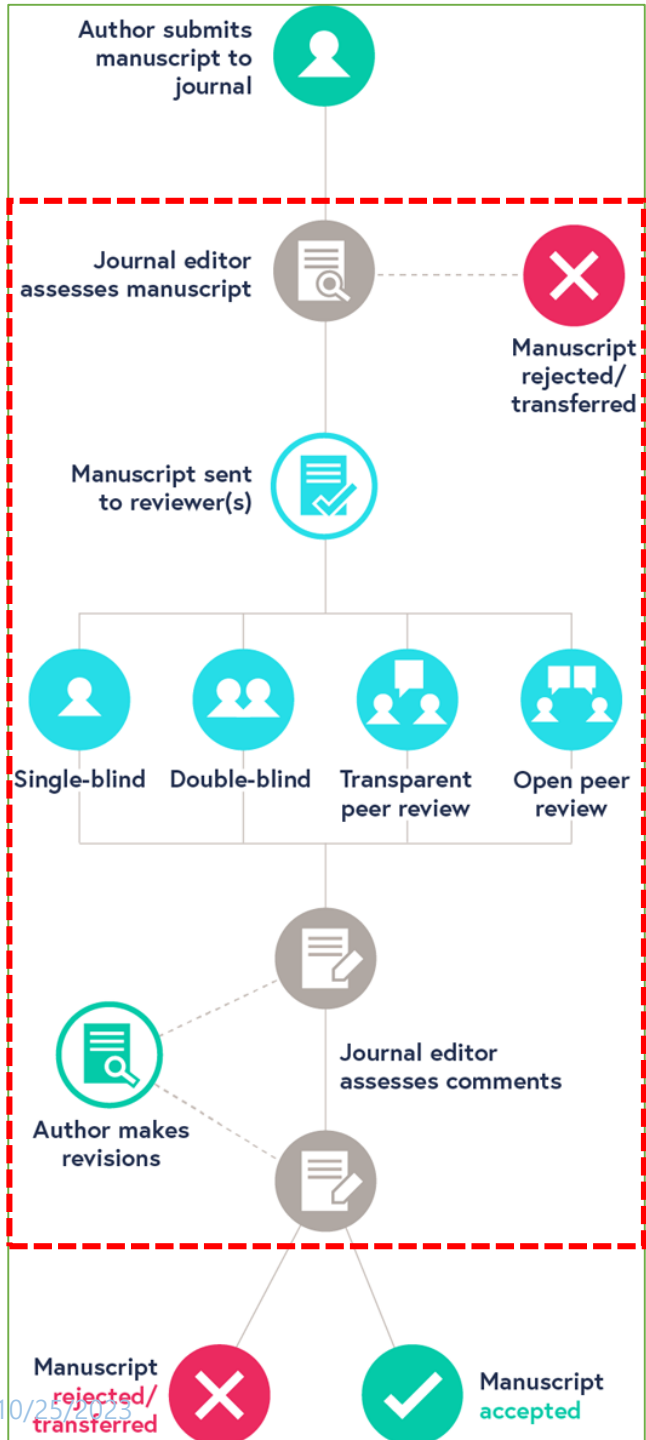 Author submits
manuscript to
journal
Journal editor
assesses manuscript
Manuscript
rejected/
transferred
Manuscript sent
to reviewer(s)
Single-blind
Double-blind
Transparent
peer review
Open peer
review
Journal editor
assesses comments
Author makes
revisions
Manuscript
rejected/
transferred
10/25/2023
Manuscript
accepted